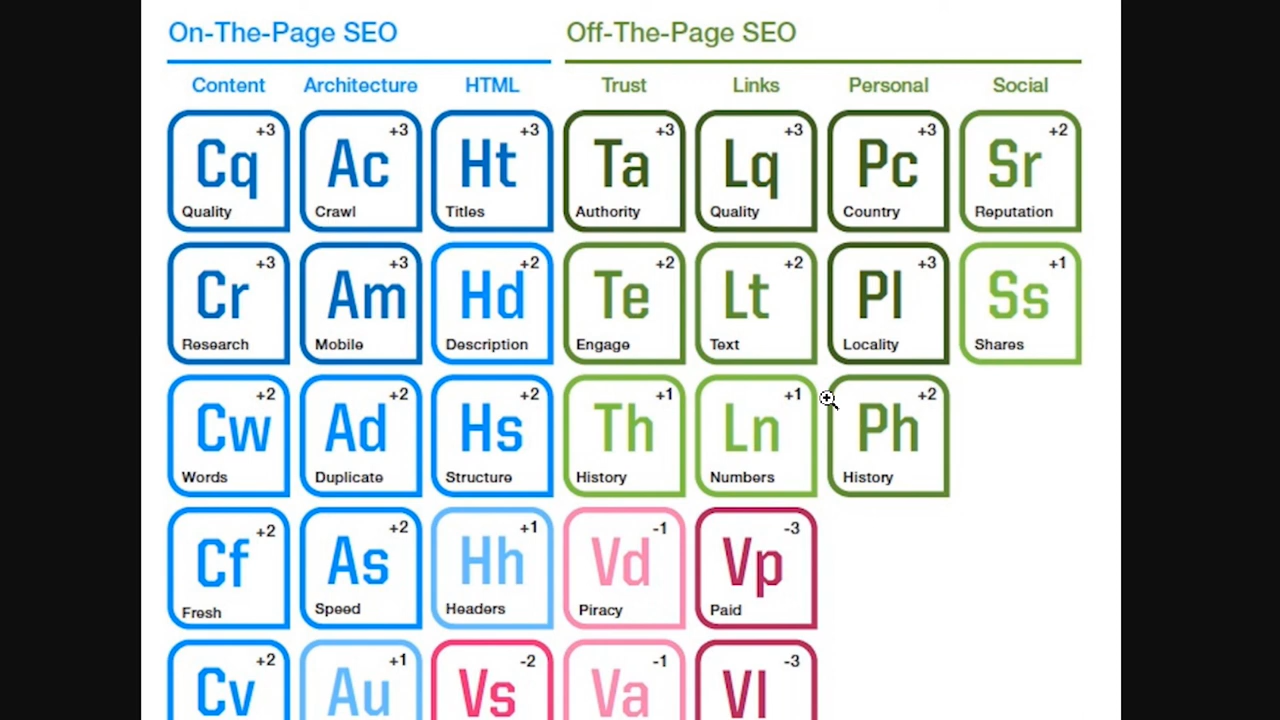 On-The-Page SEO Off-The-Page SEO
Content Architecture HTML Trust Links Personal Social
+3 +3 +3 +3 +3 +3 +2
Cq Ac Ht Ta Lq Pc Sr
Quality Crawl Titles Authority Quality Country Reputation
+3 +3 +2 +2 +2 +3 +1
Cr Am Hd Te Lt Pl Ss
Research Mobile Description Engage Text Locality Shares
+2 +2 +2 +1 +1 +2
Cw Ad Hs Th Ln Ph
Words Duplicate Structure History Numbers History
+2 +2 +1 -1 -3
Cf As Hh Vd Vp
Fresh Speed Headers Piracy Paid
+2 +1 -2 -1 -3
Cv Au Vs Va Vl